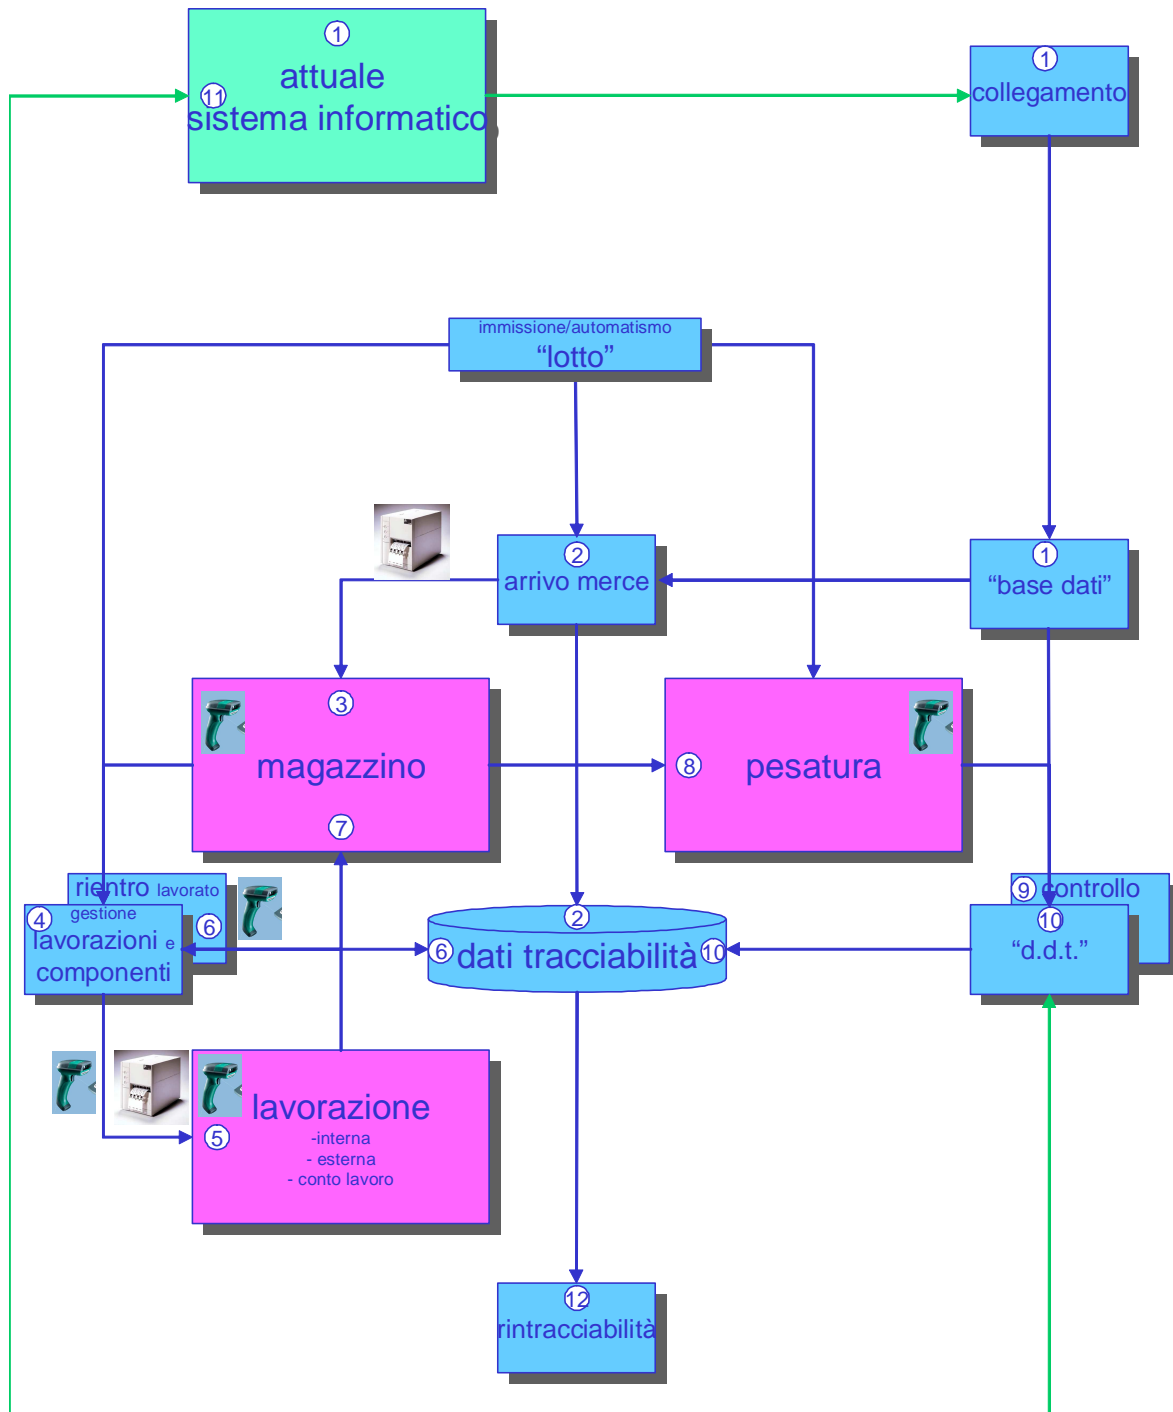 1
attuale
11
sistema informatico
1
collegamento
immissione/automatismo
“lotto”
2
arrivo merce
1
“base dati”
3
magazzino
7
8
pesatura
rientro lavorato
6
4
gestione
lavorazioni e
componenti
2
6
dati tracciabilità
10
9
controllo
10
“d.d.t.”
lavorazione
5
-interna
- esterna
- conto lavoro
12
rintracciabilità